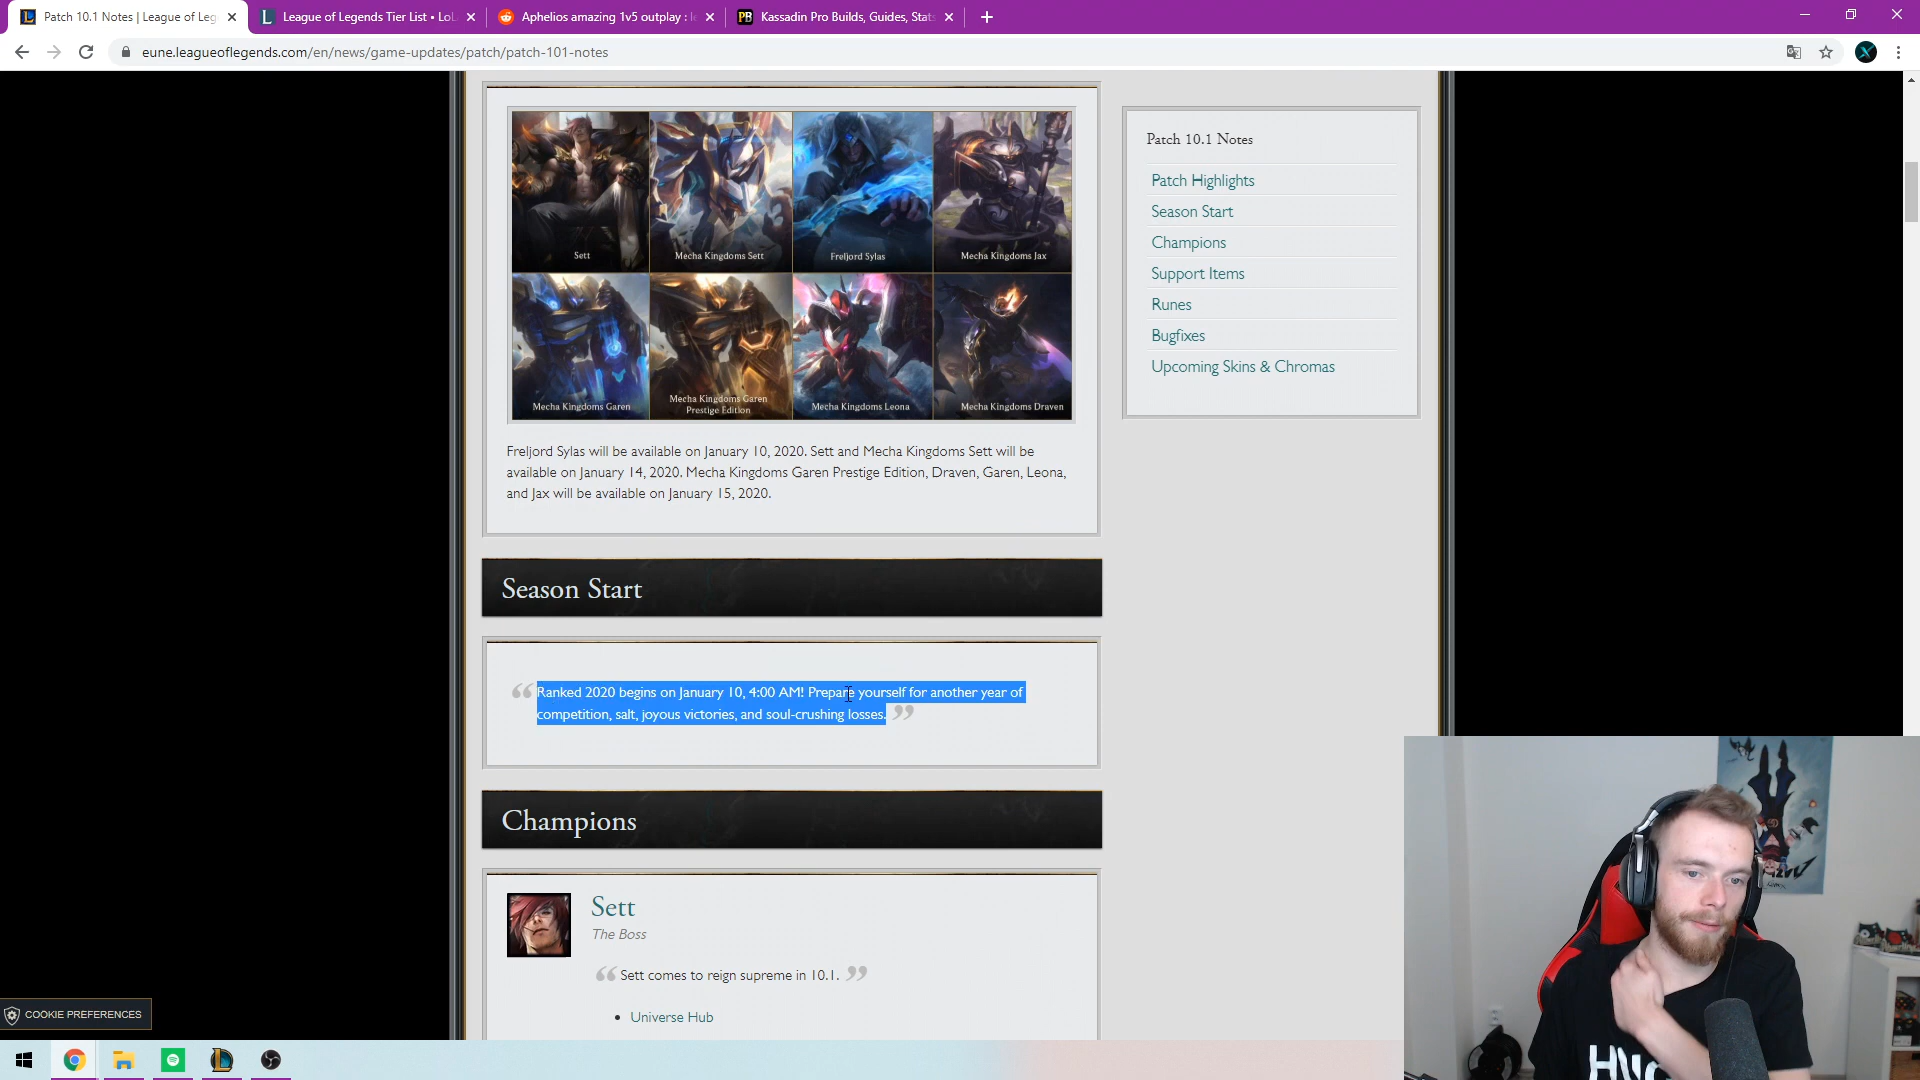 Patch 10.1 Notes | League of Leg
League of Legends Tier List • LoL
Aphelios amazing 1v5 outplay : l
PB Kassadin Pro Builds, Guides, Stats
eune.leagueoflegends.com/en/news/game-updates/patch/patch-101-notes
Sett
Mecha Kingdoms Sett
Freljord Sylas
Mecha Kingdoms Jax
Mecha Kingdoms Garen
Mecha Kingdoms Garen
Prestige Edition
Mecha Kingdoms Leona
Mecha Kingdoms Draven
Freljord Sylas will be available on January 10, 2020. Sett and Mecha Kingdoms Sett will be
available on January 14, 2020. Mecha Kingdoms Garen Prestige Edition, Draven, Garen, Leona,
and Jax will be available on January 15, 2020.
Season Start
“ Ranked 2020 begins on January 10, 4:00 AM! Prepare yourself for another year of
competition, salt, joyous victories, and soul-crushing losses. ”
Champions
Sett
The Boss
“ Sett comes to reign supreme in 10.1. ”
• Universe Hub
Patch 10.1 Notes
Patch Highlights
Season Start
Champions
Support Items
Runes
Bugfixes
Upcoming Skins & Chromas
COOKIE PREFERENCES